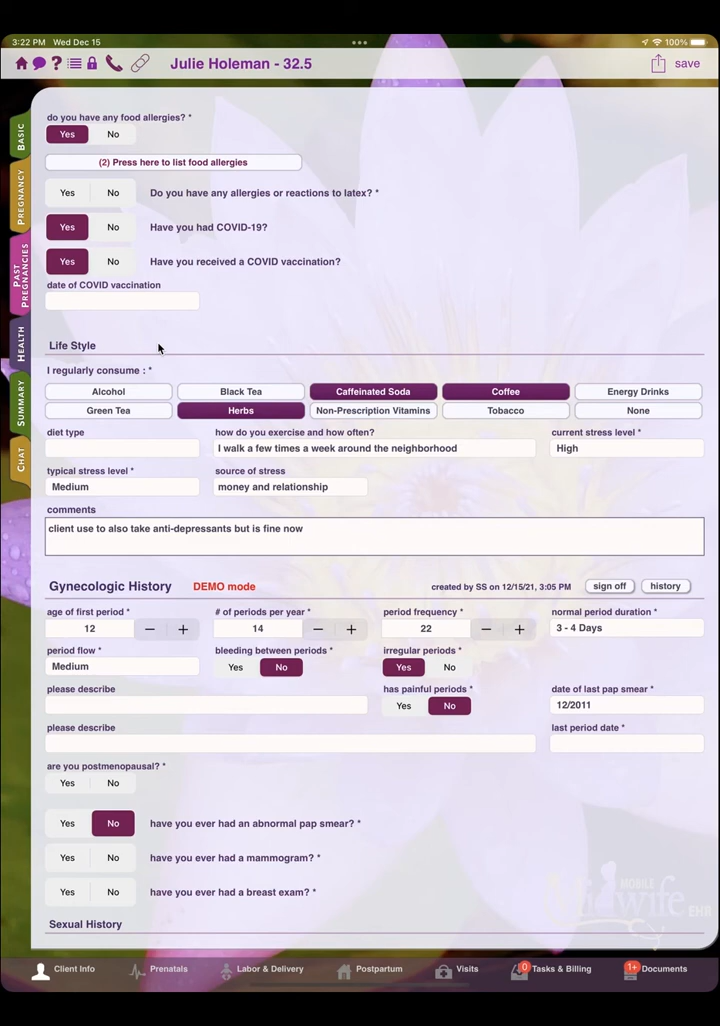 3:22 PM Wed Dec 15
100%
Julie Holeman - 32.5
save
BASIC
PREGNANCY
PAST PREGNANCIES
HEALTH
SUMMARY
CHAT
do you have any food allergies? *
Yes No
(2) Press here to list food allergies
Yes No Do you have any allergies or reactions to latex? *
Yes No Have you had COVID-19?
Yes No Have you received a COVID vaccination?
date of COVID vaccination
Life Style
I regularly consume : *
Alcohol Black Tea Caffeinated Soda Coffee Energy Drinks
Green Tea Herbs Non-Prescription Vitamins Tobacco None
diet type how do you exercise and how often? current stress level *
I walk a few times a week around the neighborhood High
typical stress level * source of stress
Medium money and relationship
comments
client use to also take anti-depressants but is fine now
Gynecologic History DEMO mode created by SS on 12/15/21, 3:05 PM sign off history
age of first period * # of periods per year * period frequency * normal period duration *
12 − + 14 − + 22 − + 3 - 4 Days
period flow * bleeding between periods * irregular periods *
Medium Yes No Yes No
please describe has painful periods * date of last pap smear *
Yes No 12/2011
please describe last period date *
are you postmenopausal? *
Yes No
Yes No have you ever had an abnormal pap smear? *
Yes No have you ever had a mammogram? *
Yes No have you ever had a breast exam? *
MOBILE
Midwife EHR
Sexual History
Client Info Prenatals Labor & Delivery Postpartum Visits 0 Tasks & Billing 1+ Documents